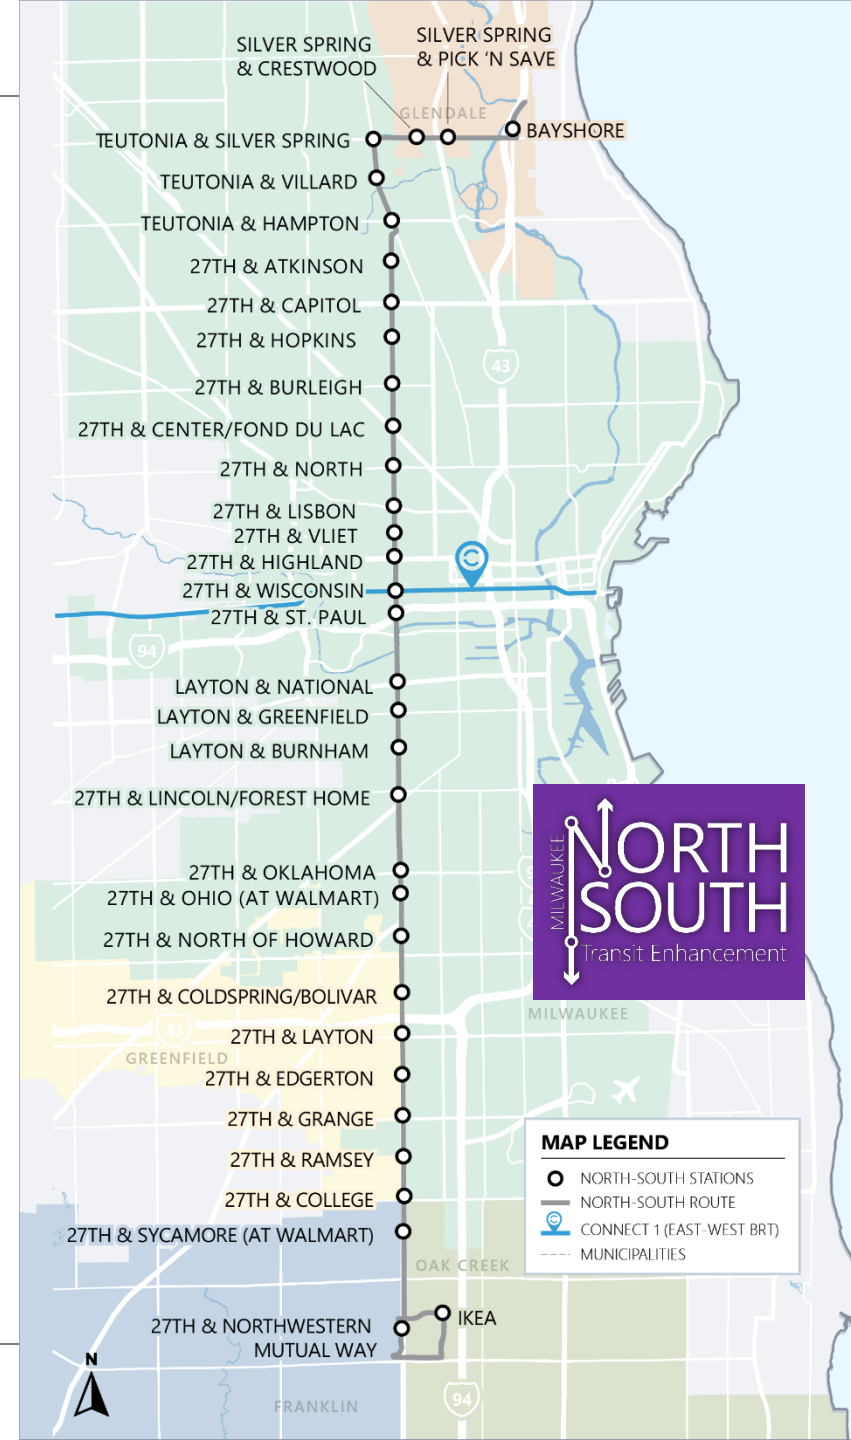 SILVER SPRING
& CRESTWOOD
SILVER SPRING
& PICK ‘N SAVE
GLENDALE
BAYSHORE
TEUTONIA & SILVER SPRING
TEUTONIA & VILLARD
TEUTONIA & HAMPTON
27TH & ATKINSON
27TH & CAPITOL
27TH & HOPKINS
43
27TH & BURLEIGH
27TH & CENTER/FOND DU LAC
27TH & NORTH
27TH & LISBON
27TH & VLIET
27TH & HIGHLAND
27TH & WISCONSIN
27TH & ST. PAUL
94
LAYTON & NATIONAL
LAYTON & GREENFIELD
LAYTON & BURNHAM
27TH & LINCOLN/FOREST HOME
27TH & OKLAHOMA
27TH & OHIO (AT WALMART)
27TH & NORTH OF HOWARD
MILWAUKEE
NORTH
SOUTH
Transit Enhancement
27TH & COLDSPRING/BOLIVAR
MILWAUKEE
43
27TH & LAYTON
GREENFIELD
27TH & EDGERTON
27TH & GRANGE
27TH & RAMSEY
27TH & COLLEGE
27TH & SYCAMORE (AT WALMART)
MAP LEGEND
NORTH-SOUTH STATIONS
NORTH-SOUTH ROUTE
C
CONNECT 1 (EAST-WEST BRT)
MUNICIPALITIES
OAK CREEK
IKEA
27TH & NORTHWESTERN
MUTUAL WAY
N
94
FRANKLIN